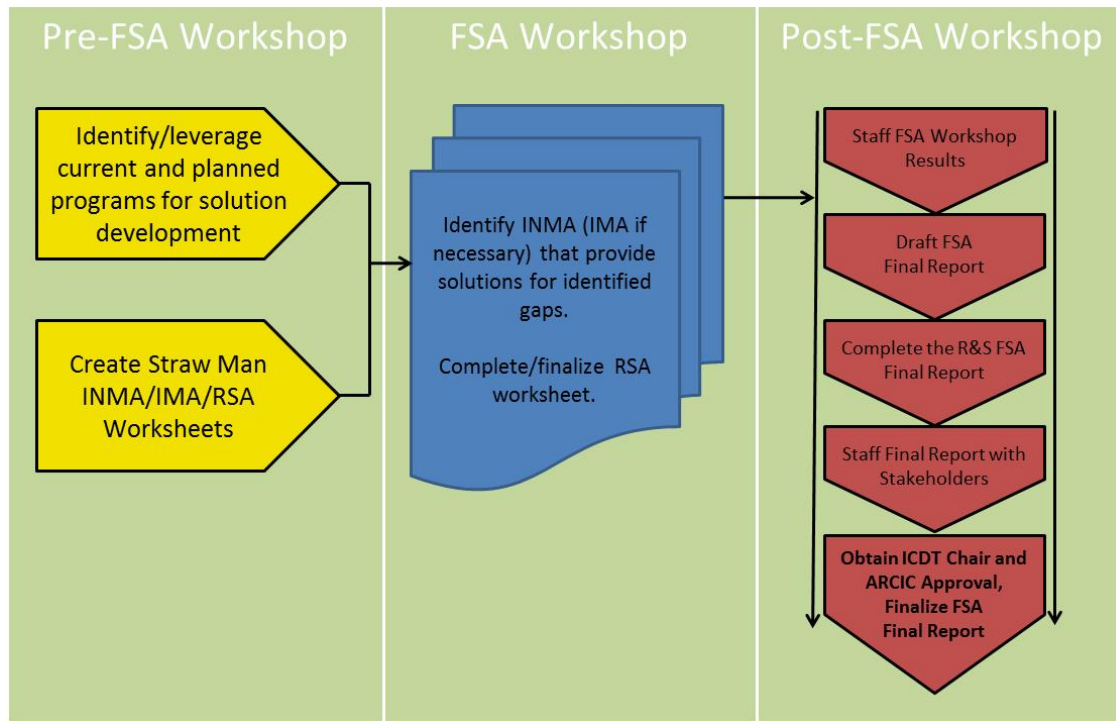 Pre-FSA Workshop
Identify/leverage
current and planned
programs for solution
development
Create Straw Man
INMA/IMA/RSA
Worksheets
FSA Workshop
Identify INMA (IMA if
necessary) that provide
solutions for identified
gaps.
Complete/finalize RSA
worksheet.
Post-FSA Workshop
Staff FSA Workshop
Results
Draft FSA
Final Report
Complete the R&S FSA
Final Report
Staff Final Report with
Stakeholders
Obtain ICDT Chair and
ARCIC Approval,
Finalize FSA
Final Report